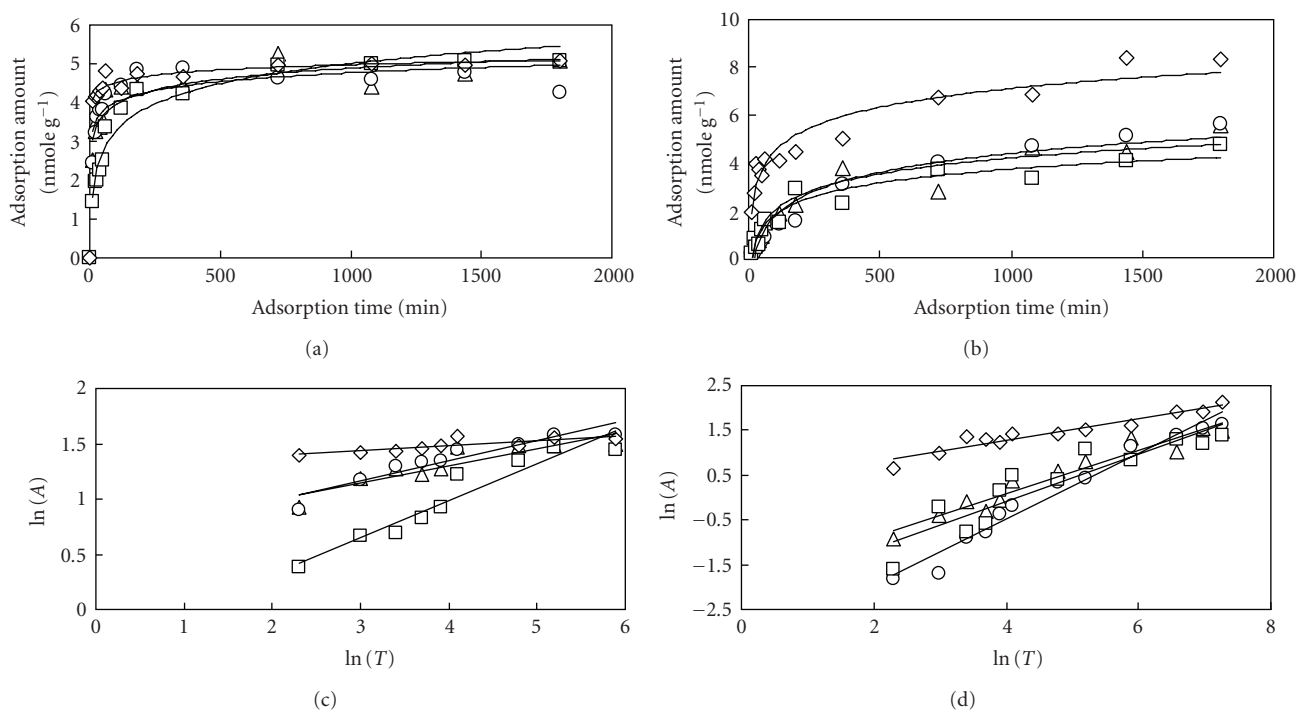 6
5
4
3
2
1
0
Adsorption amount
(nmole g⁻¹)
0 500 1000 1500 2000
Adsorption time (min)
(a)
10
8
6
4
2
0
Adsorption amount
(nmole g⁻¹)
0 500 1000 1500 2000
Adsorption time (min)
(b)
2
1.5
1
0.5
0
ln (A)
0 1 2 3 4 5 6
ln (T)
(c)
2.5
1.5
0.5
−0.5
−1.5
−2.5
ln (A)
0 2 4 6 8
ln (T)
(d)